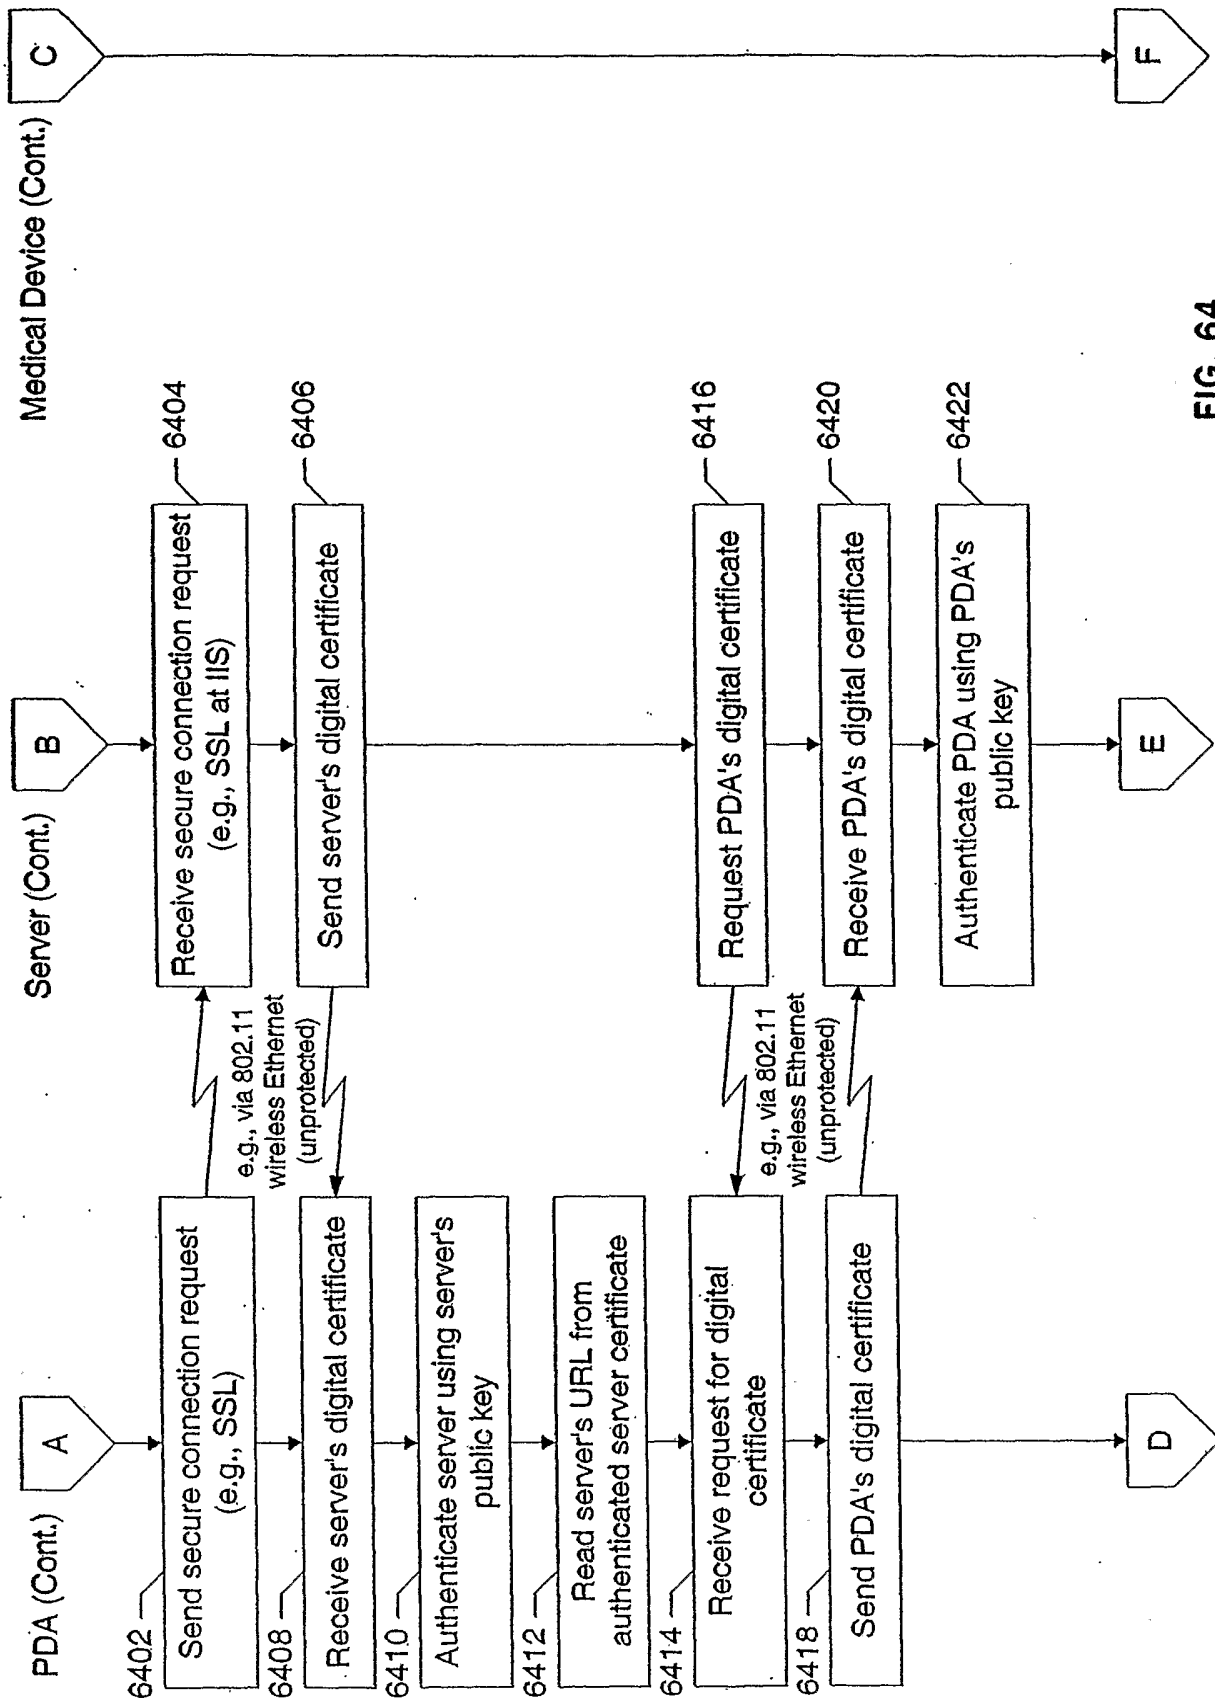 PDA (Cont.)
A
6402
Send secure connection request
(e.g., SSL)
6408
Receive server's digital certificate
6410
Authenticate server using server's
public key
6412
Read server's URL from
authenticated server certificate
6414
Receive request for digital
certificate
6418
Send PDA's digital certificate
D
e.g., via 802.11
wireless Ethernet
(unprotected)
e.g., via 802.11
wireless Ethernet
(unprotected)
Server (Cont.)
B
Receive secure connection request
(e.g., SSL at IIS)
6404
Send server's digital certificate
6406
Request PDA's digital certificate
6416
Receive PDA's digital certificate
6420
Authenticate PDA using PDA's
public key
6422
E
Medical Device (Cont.)
C
F
FIG. 64